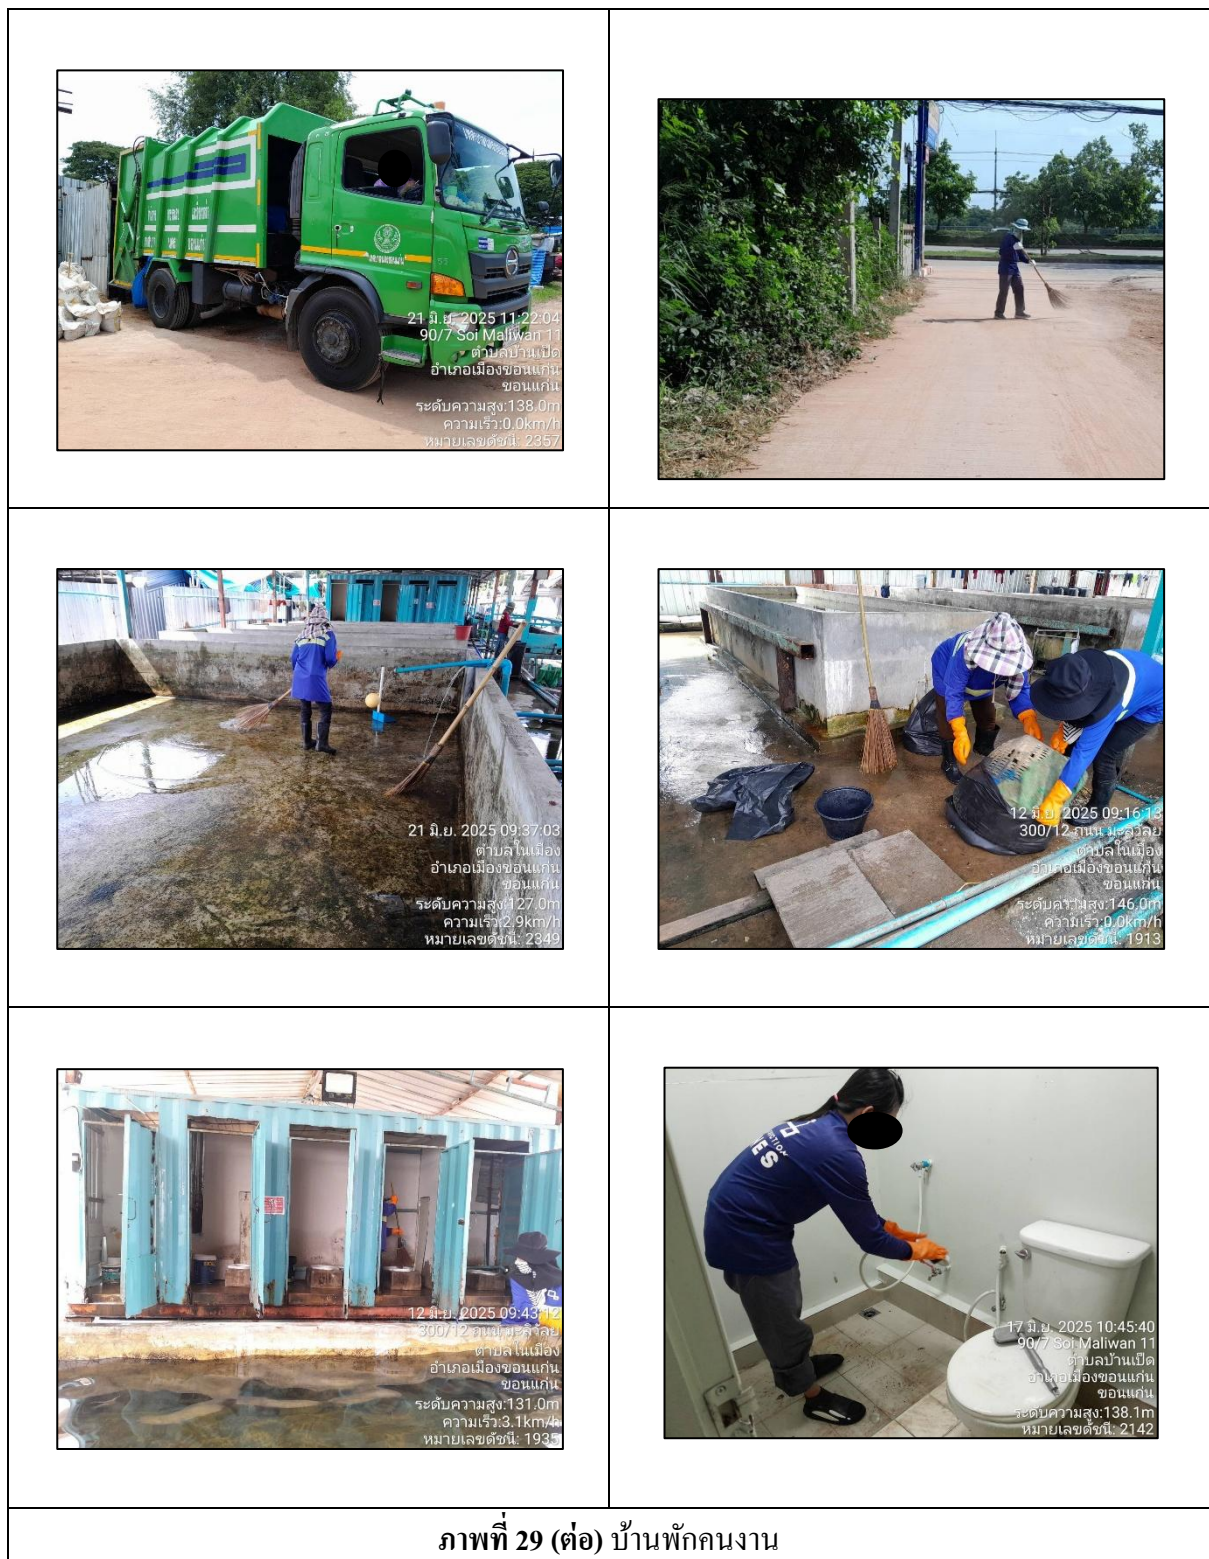 21 มิ.ย. 2025 11:22:04
90/7 Soi Maliwan 11
ตำบลบ้านเป็ด
อำเภอเมืองขอนแก่น
ขอนแก่น
ระดับความสูง:138.0m
ความเร็ว:0.0km/h
หมายเลขดัชนี: 2357
21 มิ.ย. 2025 09:37:03
ตำบลในเมือง
อำเภอเมืองขอนแก่น
ขอนแก่น
ระดับความสูง:127.0m
ความเร็ว:2.9km/h
หมายเลขดัชนี: 2349
12 มิ.ย. 2025 09:16:13
300/12 ถนน มะลิวัลย์
ตำบลในเมือง
อำเภอเมืองขอนแก่น
ขอนแก่น
ระดับความสูง:146.0m
ความเร็ว:0.0km/h
หมายเลขดัชนี: 1913
12 มิ.ย. 2025 09:43:12
300/12 ถนน มะลิวัลย์
ตำบลในเมือง
อำเภอเมืองขอนแก่น
ขอนแก่น
ระดับความสูง:131.0m
ความเร็ว:3.1km/h
หมายเลขดัชนี: 1935
17 มิ.ย. 2025 10:45:40
90/7 Soi Maliwan 11
ตำบลบ้านเป็ด
อำเภอเมืองขอนแก่น
ขอนแก่น
ระดับความสูง:138.1m
หมายเลขดัชนี: 2142
ภาพที่ 29 (ต่อ) บ้านพักคนงาน